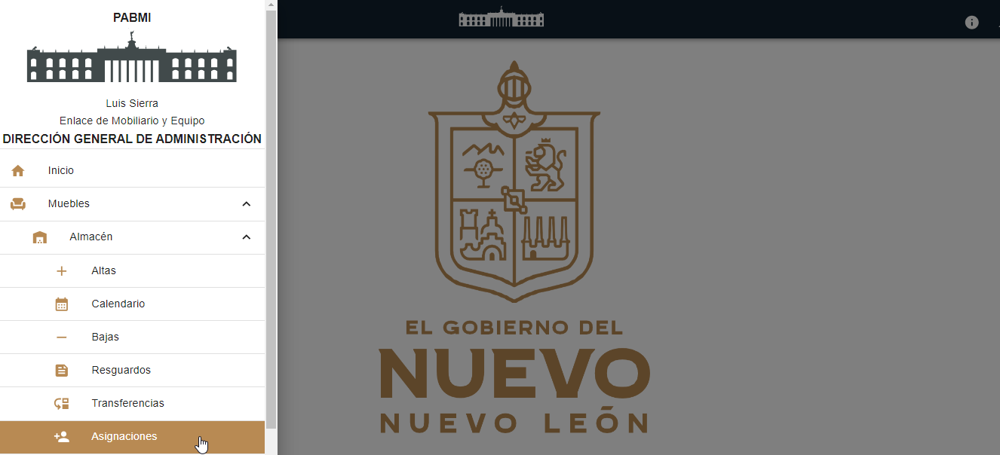 PABMI
Luis Sierra
Enlace de Mobiliario y Equipo
DIRECCIÓN GENERAL DE ADMINISTRACIÓN
Inicio
Muebles
Almacén
Altas
Calendario
Bajas
Resguardos
Transferencias
Asignaciones
EL GOBIERNO DEL
NUEVO
NUEVO LEÓN